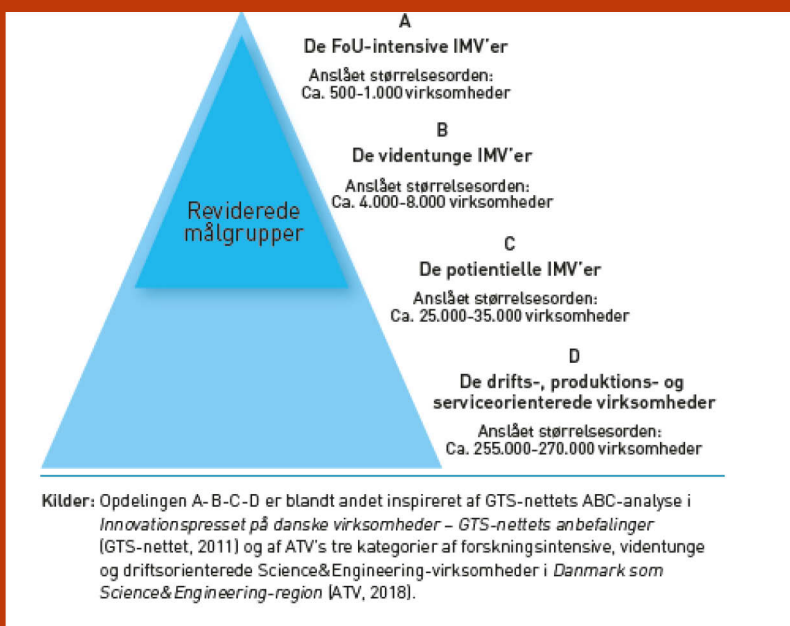 A
De FoU-intensive IMV'er
Anslået størrelsesorden:
Ca. 500-1.000 virksomheder
B
De videntunge IMV'er
Anslået størrelsesorden:
Ca. 4.000-8.000 virksomheder
Reviderede
målgrupper
C
De potientielle IMV'er
Anslået størrelsesorden:
Ca. 25.000-35.000 virksomheder
D
De drifts-, produktions- og
serviceorienterede virksomheder
Anslået størrelsesorden:
Ca. 255.000-270.000 virksomheder
Kilder: Opdelingen A-B-C-D er blandt andet inspireret af GTS-nettets ABC-analyse i
Innovationspresset på danske virksomheder – GTS-nettets anbefalinger
(GTS-nettet, 2011) og af ATV's tre kategorier af forskningsintensive, videntunge
og driftsorienterede Science&Engineering-virksomheder i Danmark som
Science&Engineering-region (ATV, 2018).